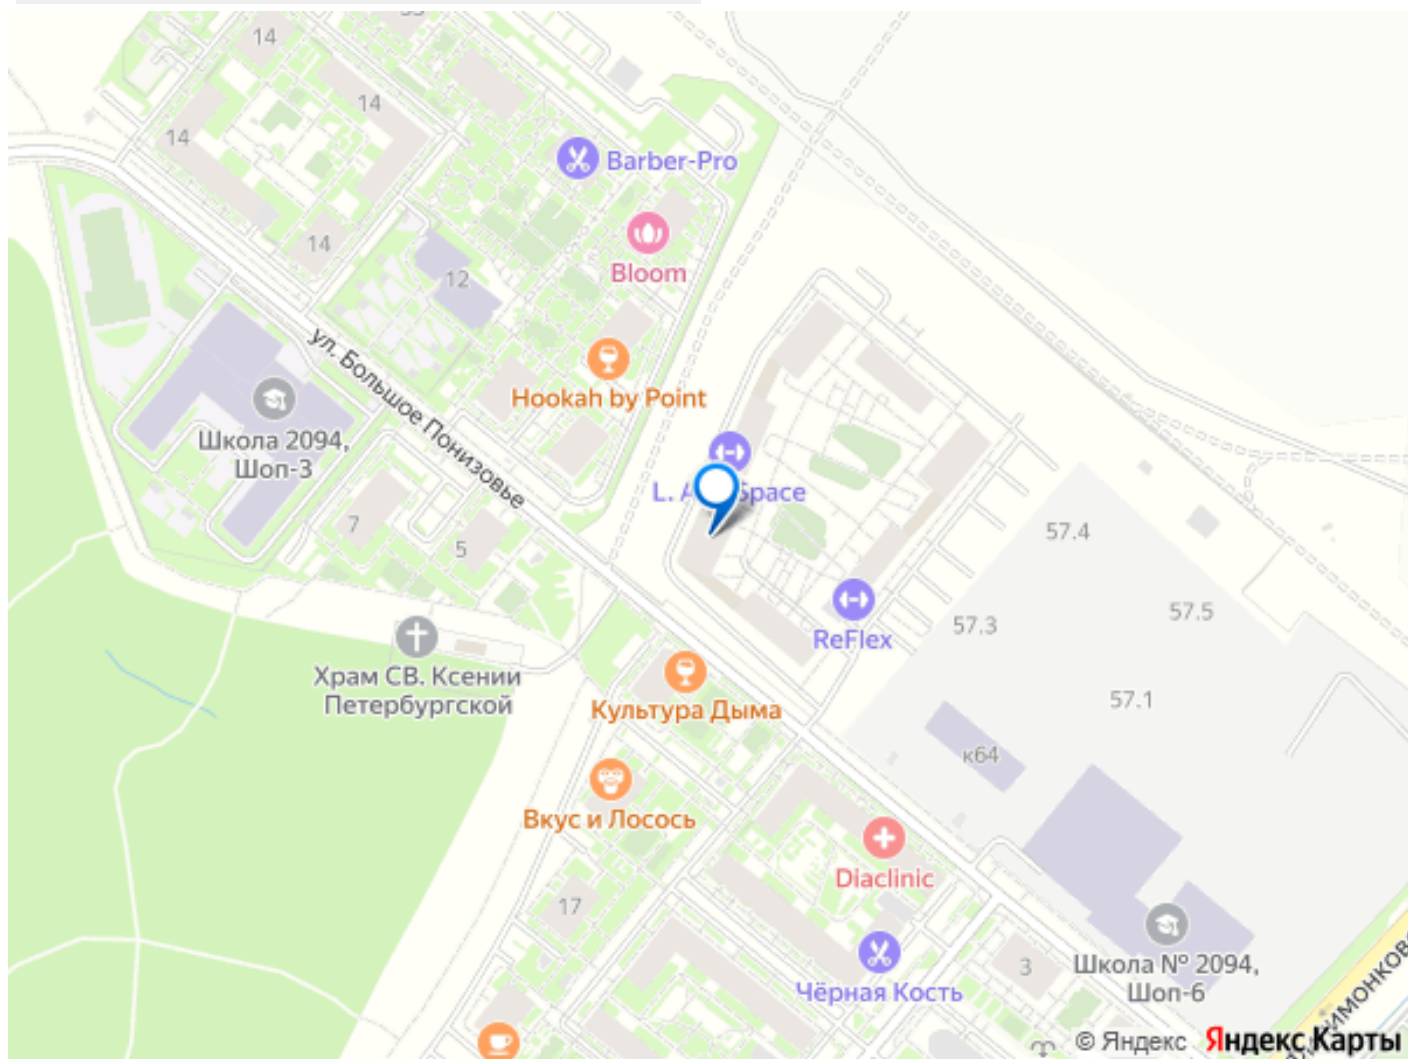 14
14
14
14
Barber-Pro
Bloom
12
ул. Большое Понизовье
Hookah by Point
Школа 2094,
Шоп-3
L.
Space
7
5
57.4
57.5
57.3
57.1
ReFlex
Храм СВ. Ксении
Петербургской
Культура Дыма
к64
Вкус и Лосось
Diaclinic
17
Чёрная Кость
3
Школа № 2094,
Шоп-6
© Яндекс Яндекс Карты